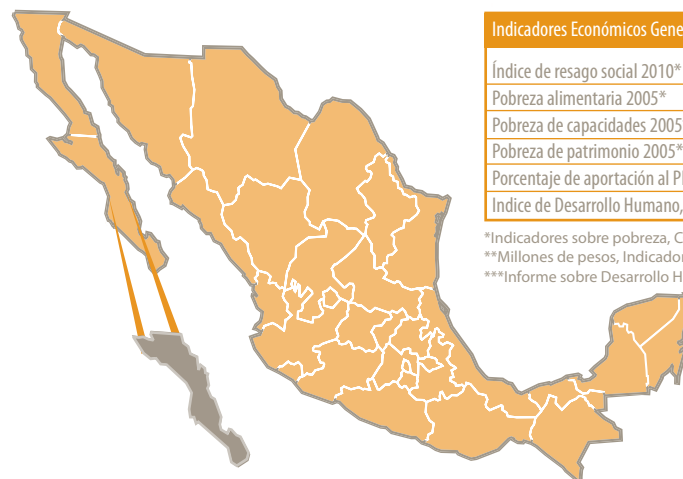 Indicadores Económicos Gene
Índice de resago social 2010*
Pobreza alimentaria 2005*
Pobreza de capacidades 2005
Pobreza de patrimonio 2005*
Porcentaje de aportación al P
Indice de Desarrollo Humano,
*Indicadores sobre pobreza, C
**Millones de pesos, Indicador
***Informe sobre Desarrollo H